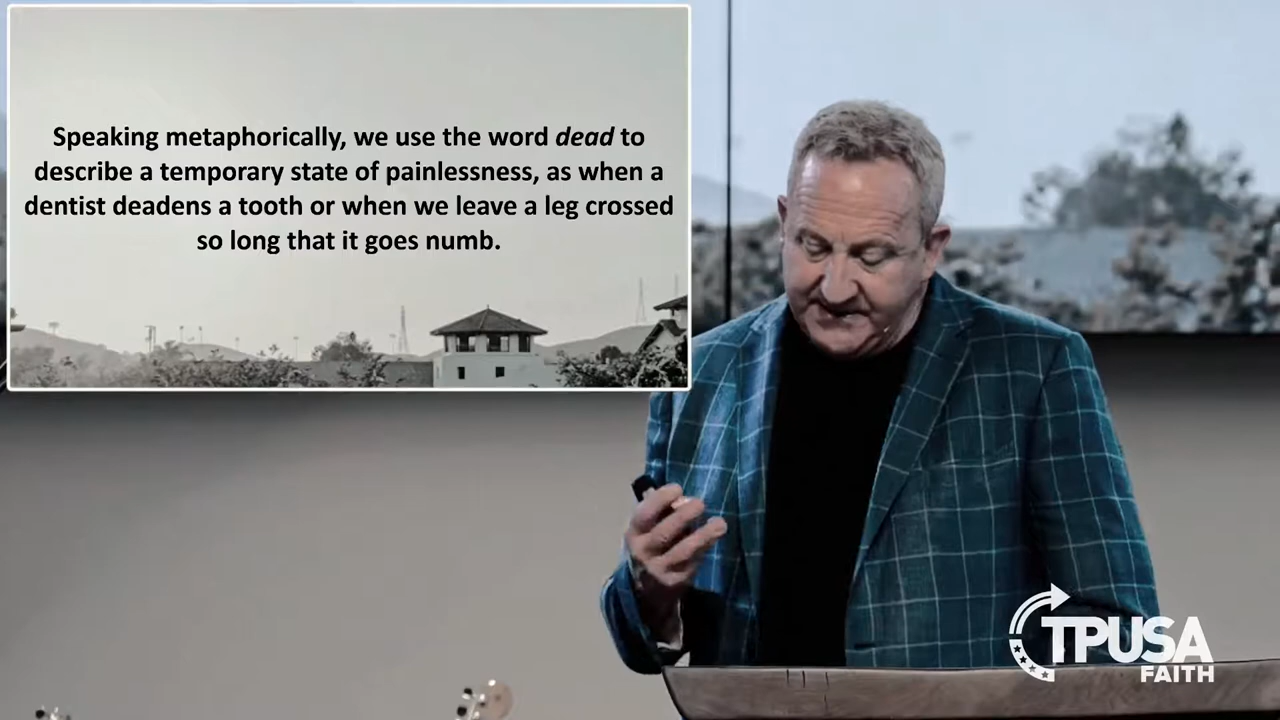 Speaking metaphorically, we use the word dead to
describe a temporary state of painlessness, as when a
dentist deadens a tooth or when we leave a leg crossed
so long that it goes numb.
TPUSA
FAITH